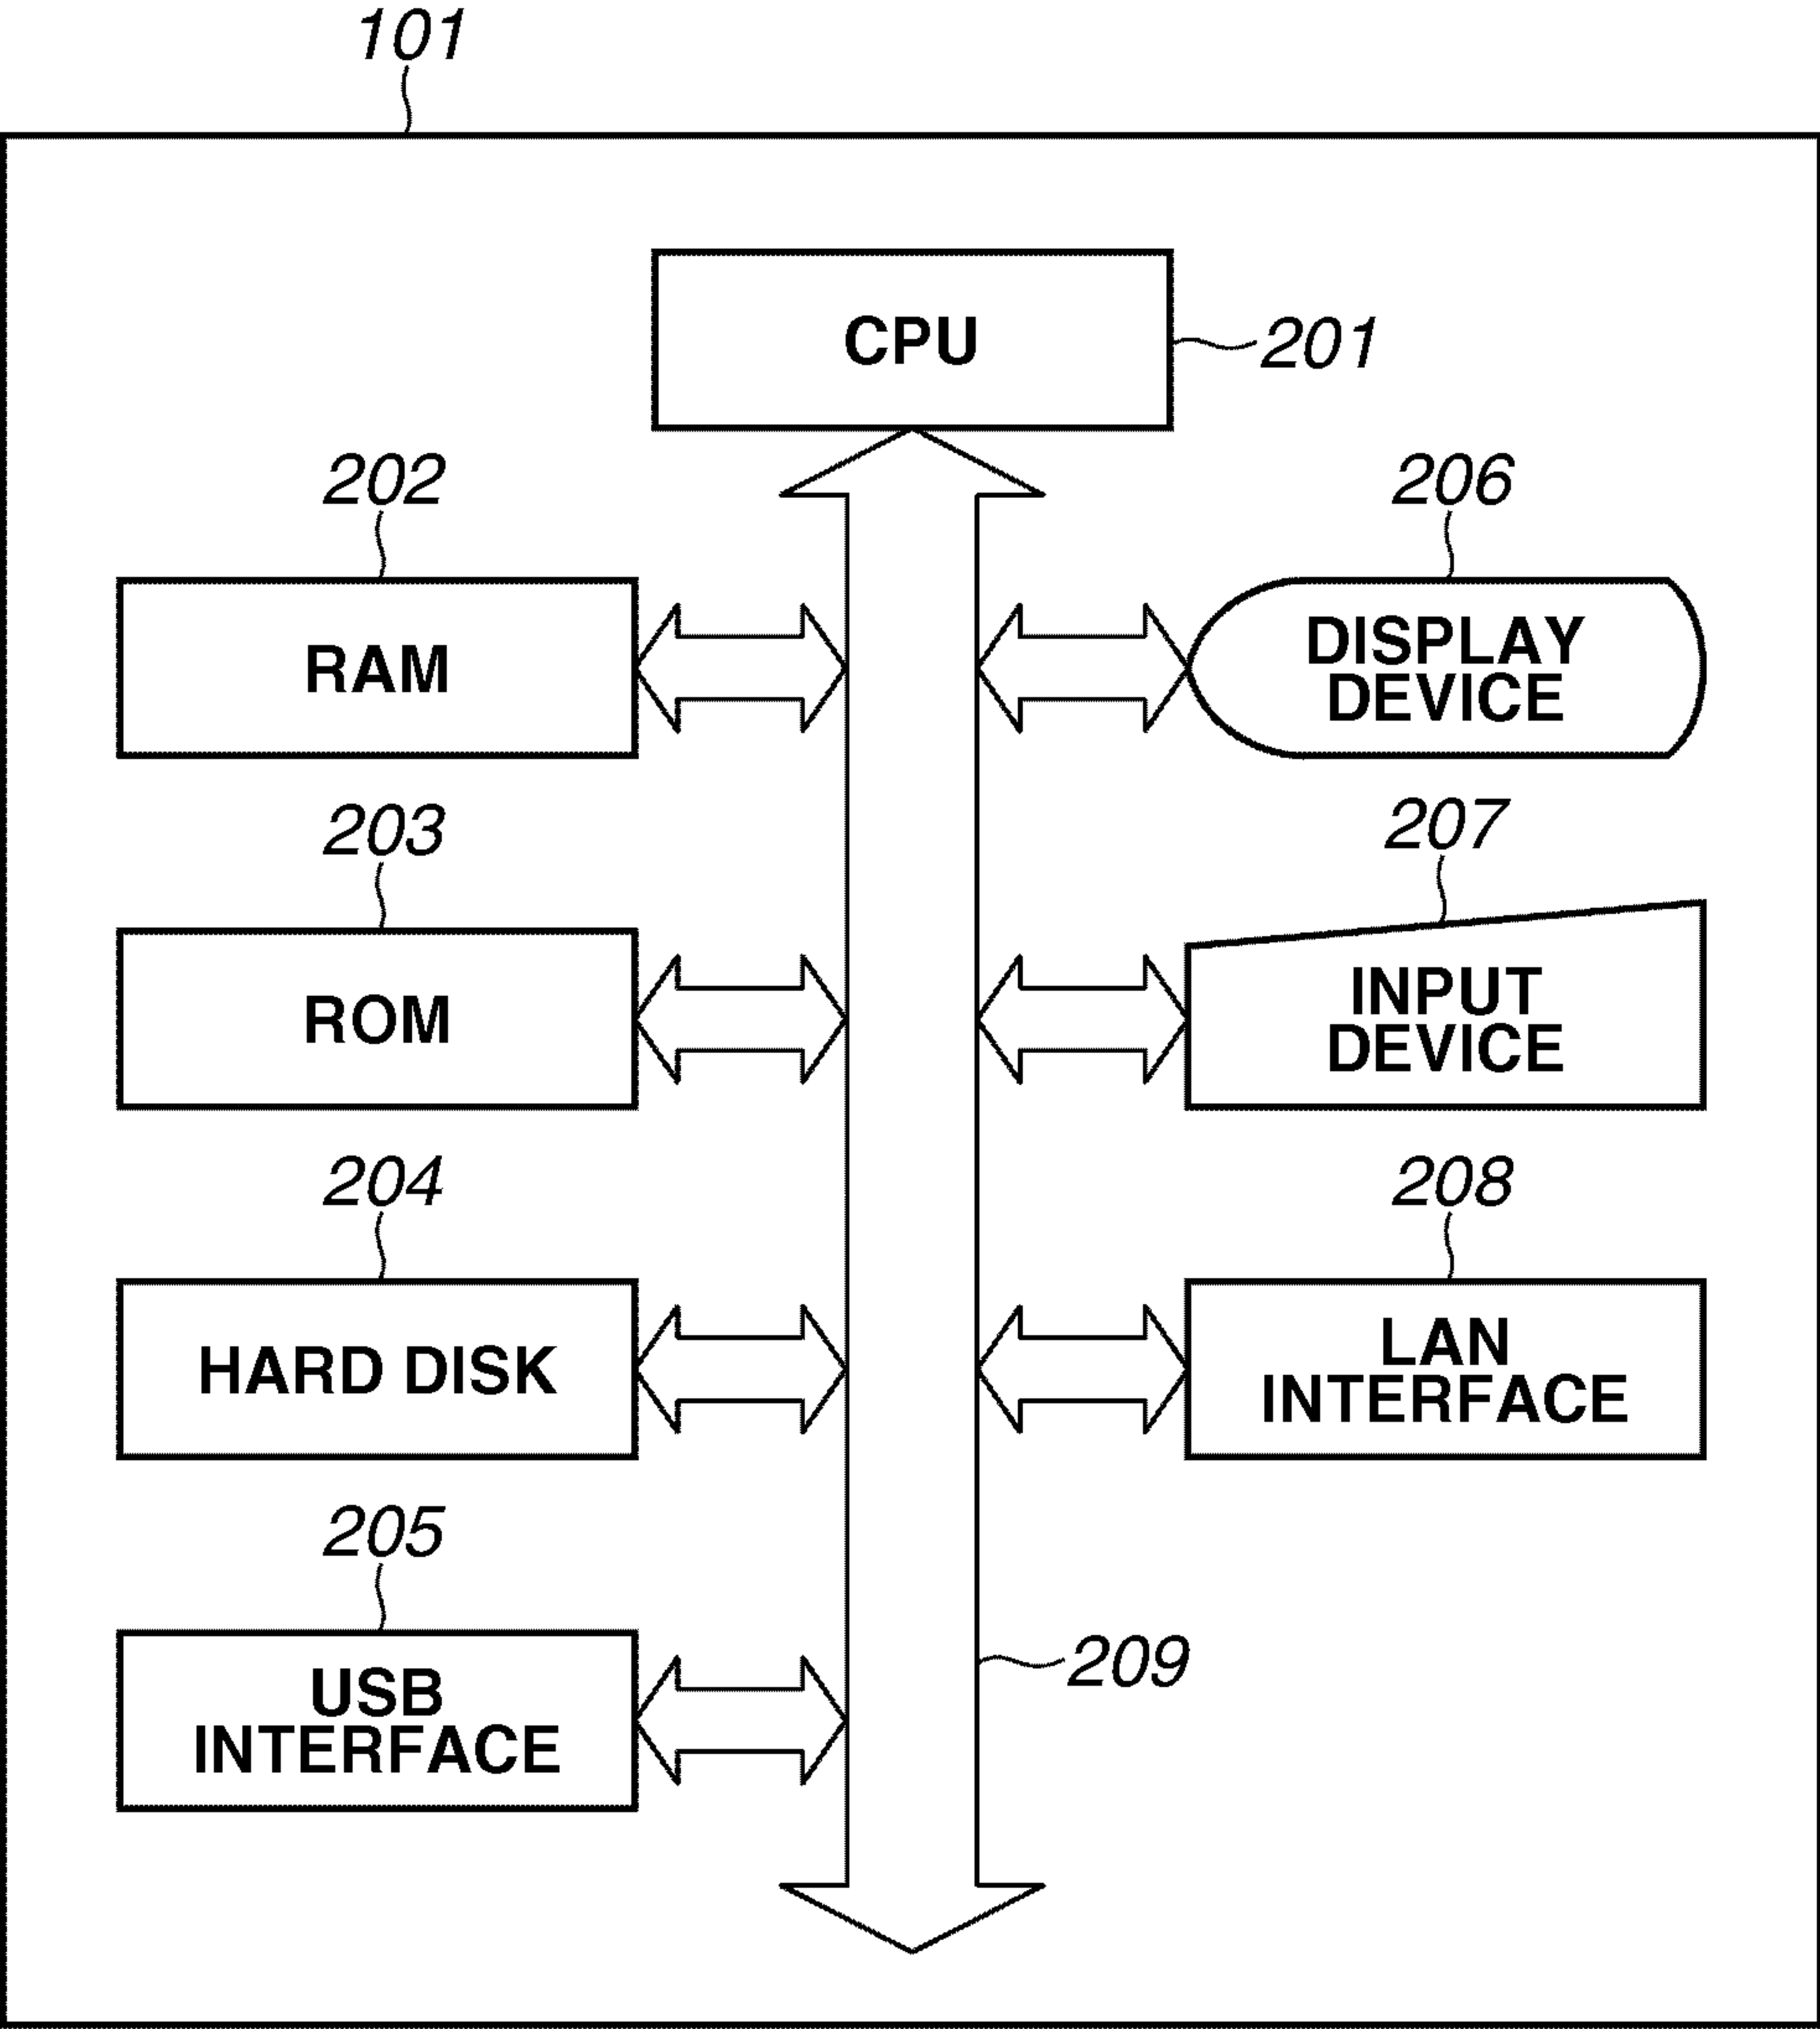 101
CPU
201
202
206
RAM
DISPLAY
DEVICE
203
207
ROM
INPUT
DEVICE
204
208
HARD DISK
LAN
INTERFACE
205
USB
INTERFACE
209